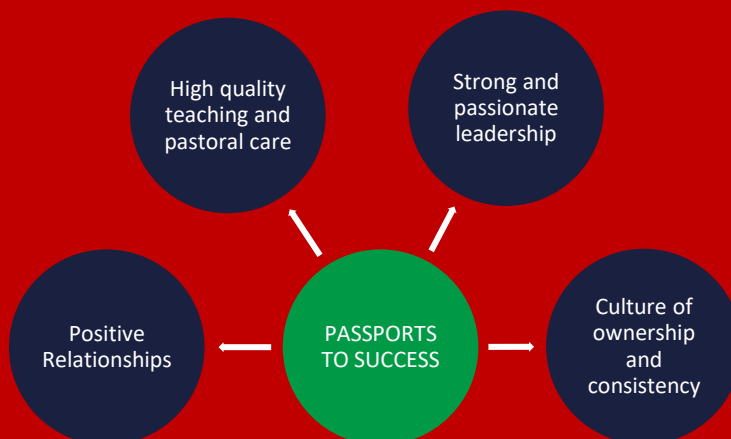 High quality
teaching and
pastoral care
Strong and
passionate
leadership
Positive
Relationships
PASSPORTS
TO SUCCESS
Culture of
ownership
and
consistency